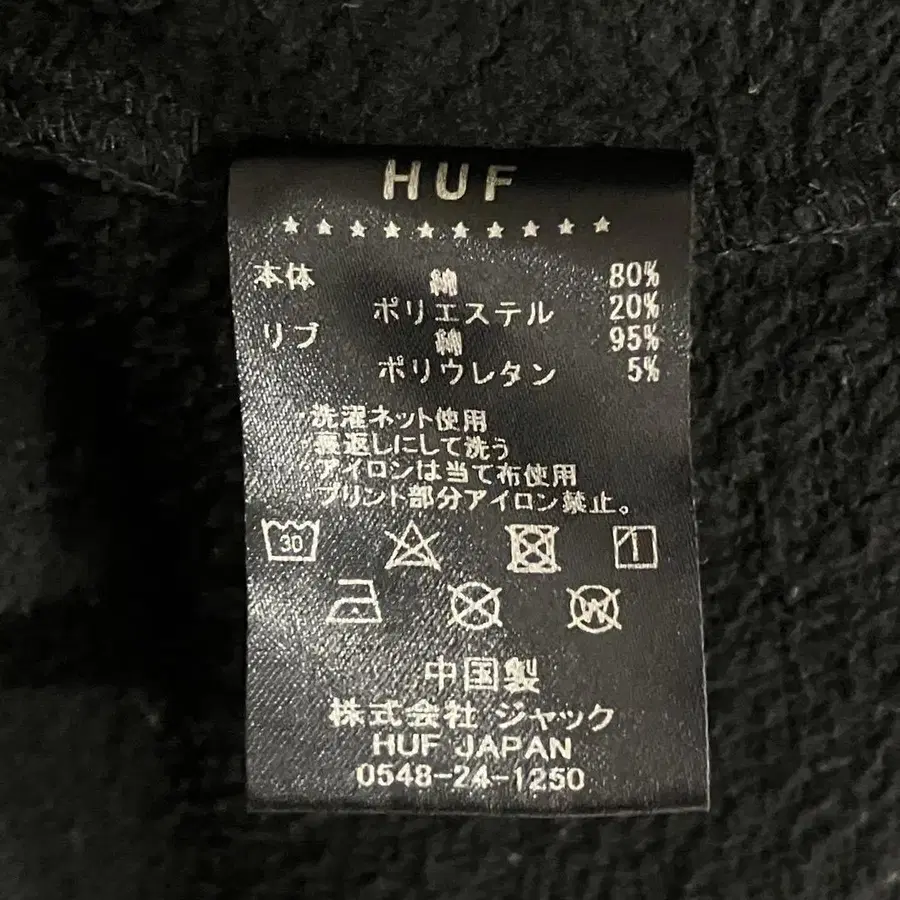 HUF
本体 綿 80%
ポリエステル 20%
リブ 綿 95%
ポリウレタン 5%
・洗濯ネット使用
裏返しにして洗う
アイロンは当て布使用
プリント部分アイロン禁止。
30
W
中国製
株式会社 ジャック
HUF JAPAN
0548-24-1250